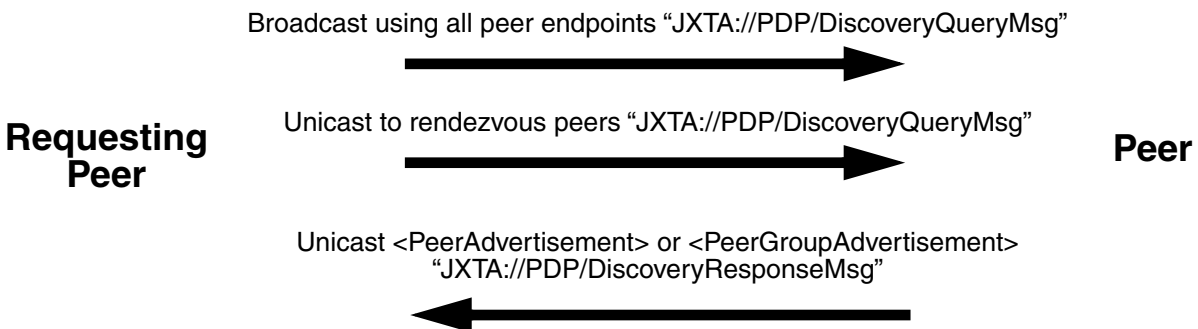 Broadcast using all peer endpoints “JXTA://PDP/DiscoveryQueryMsg”
Unicast to rendezvous peers “JXTA://PDP/DiscoveryQueryMsg”
Requesting
Peer
Peer
Unicast <PeerAdvertisement> or <PeerGroupAdvertisement>
“JXTA://PDP/DiscoveryResponseMsg”